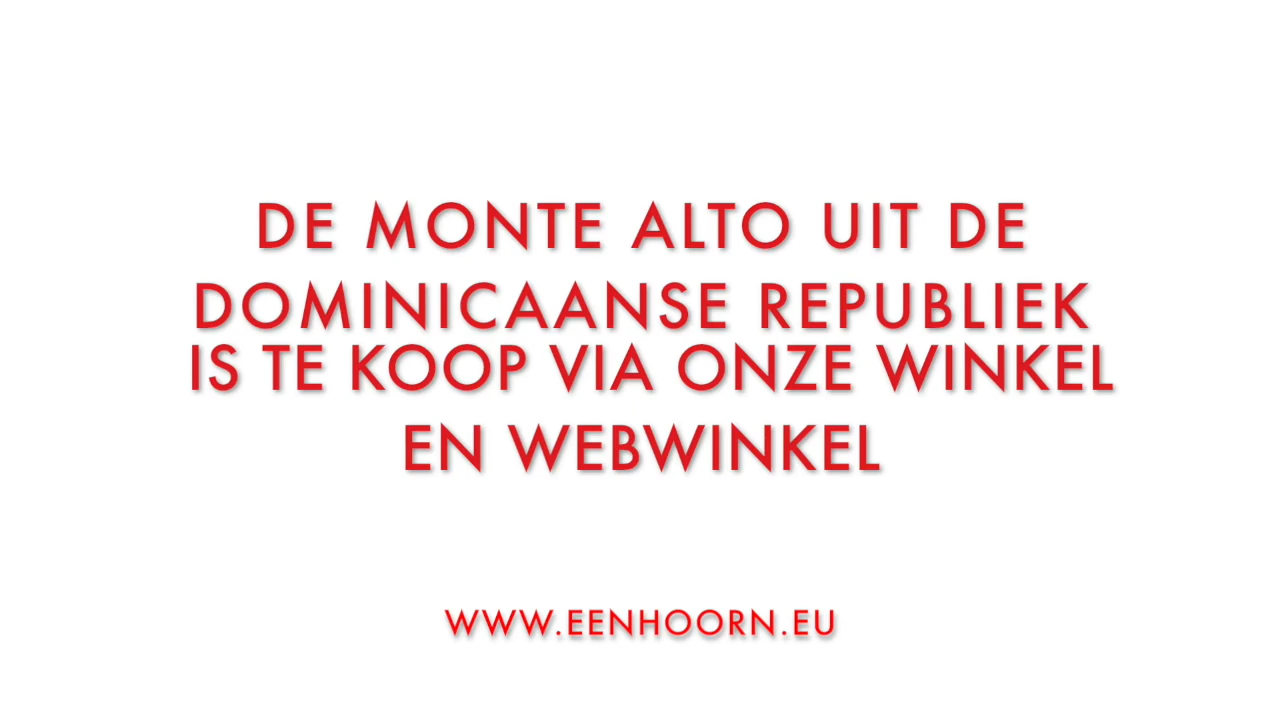 DE MONTE ALTO UIT DE
DOMINICAANSE REPUBLIEK
IS TE KOOP VIA ONZE WINKEL
EN WEBWINKEL
WWW.EENHOORN.EU